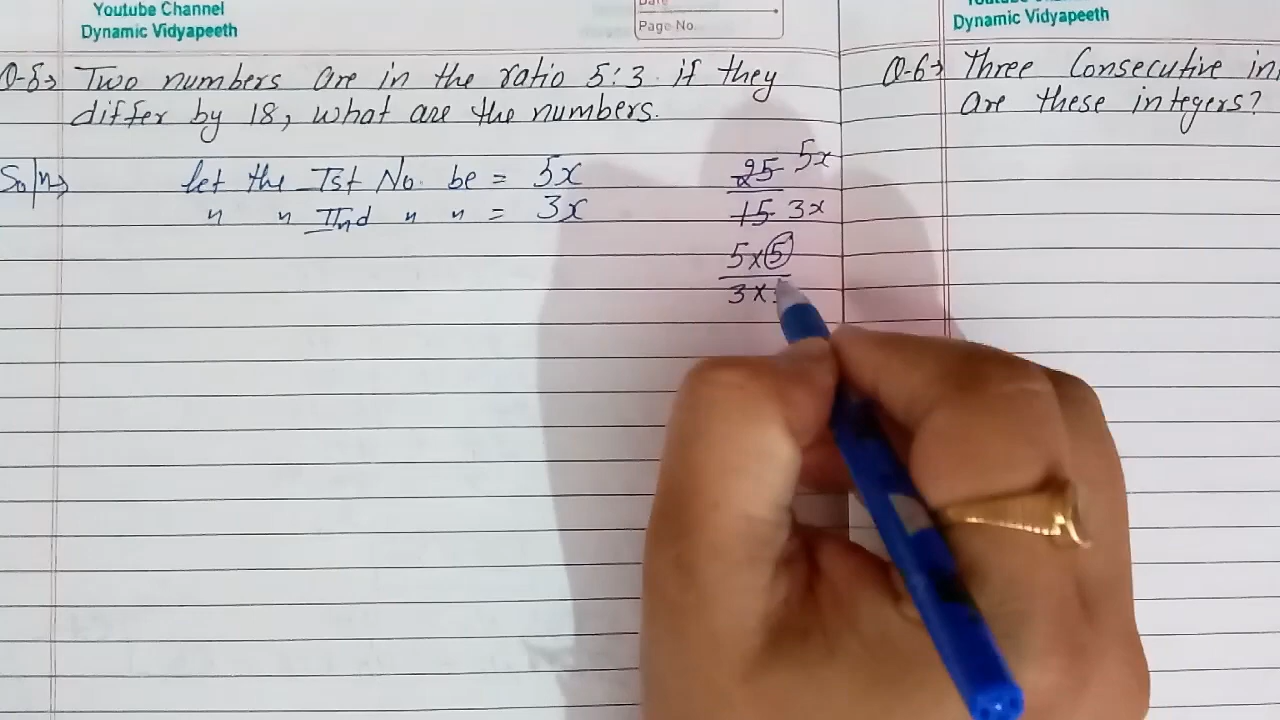 Youtube Channel
Dynamic Vidyapeeth
Page No.
Dynamic Vidyapeeth
Q-5→ Two numbers are in the ratio 5:3. if they
differ by 18, what are the numbers.
Soln→ let the Ist No. be = 5x
" " IInd " " = 3x
25 5x
15 3x
5x5
3x
Q-6→ Three Consecutive in
are these integers?